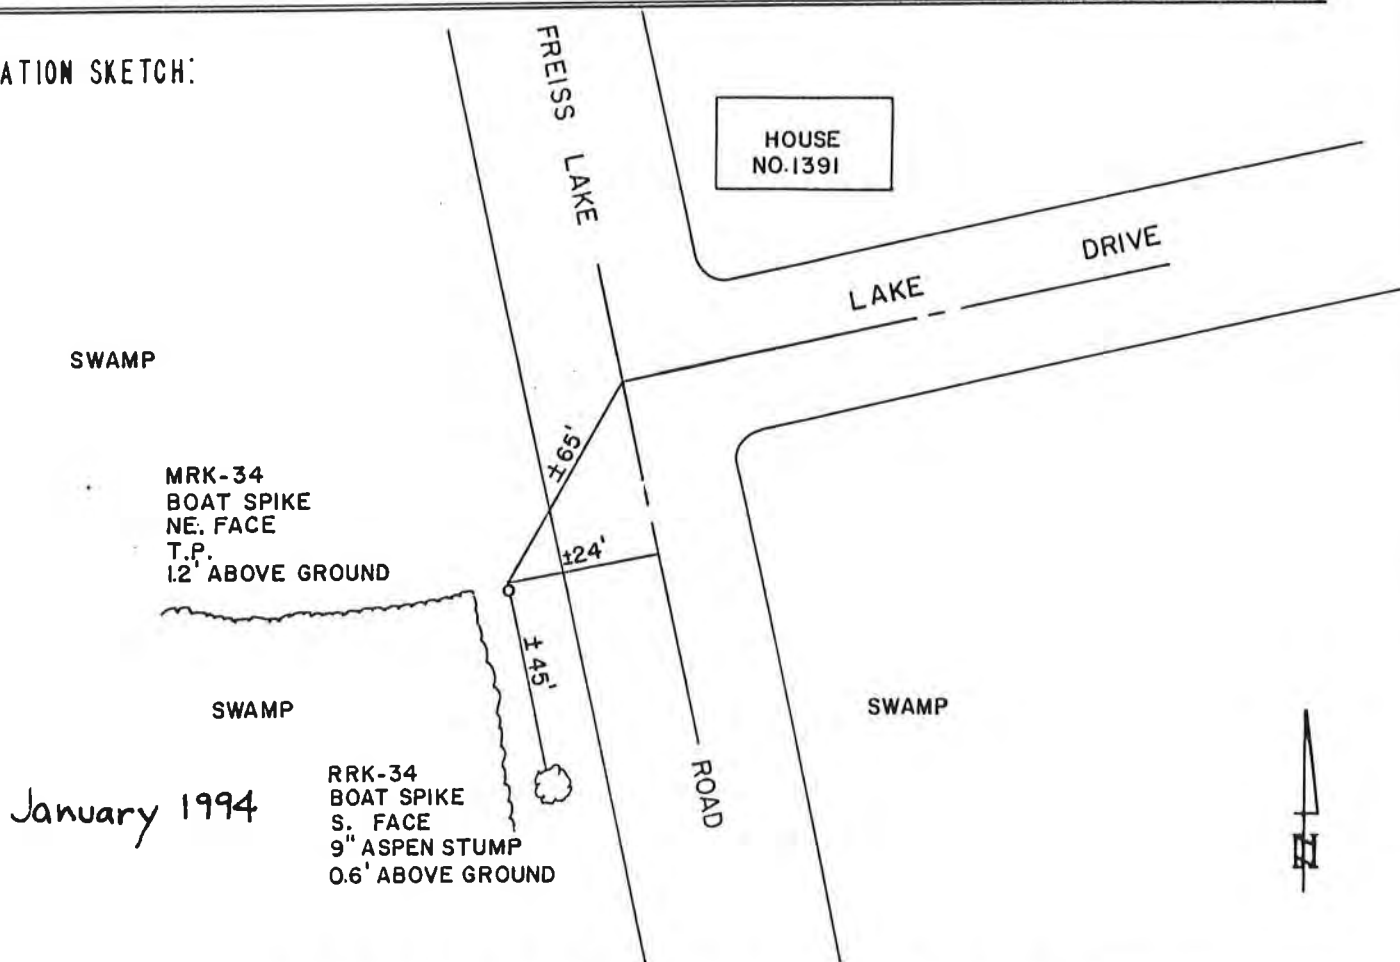 ATION SKETCH:
FREISS LAKE
HOUSE
NO.1391
LAKE DRIVE
SWAMP
±65'
MRK-34
BOAT SPIKE
NE. FACE
T.P.
1.2' ABOVE GROUND
±24'
±45'
SWAMP
SWAMP
RRK-34
BOAT SPIKE
S. FACE
9" ASPEN STUMP
0.6' ABOVE GROUND
January 1994
ROAD
N